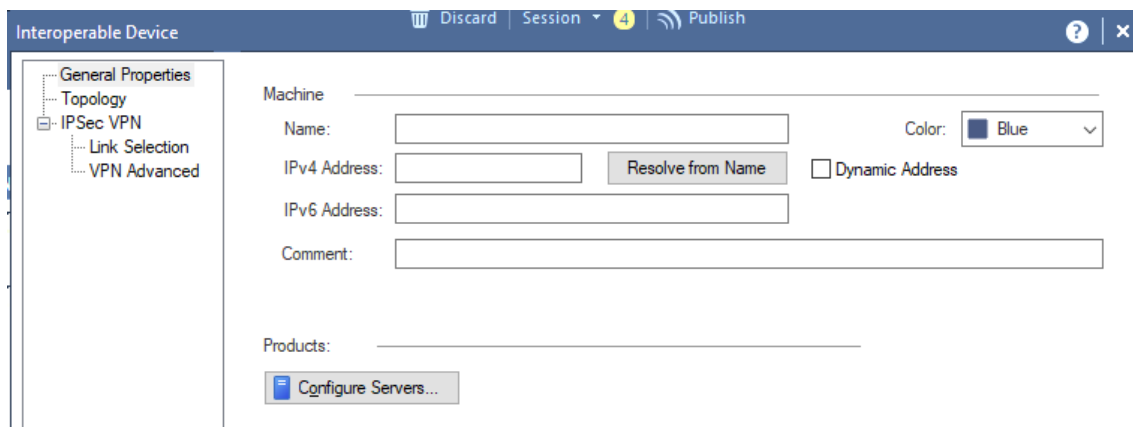 Discard Session 4 Publish
Interoperable Device ?
General Properties
Topology
IPSec VPN
Link Selection
VPN Advanced
Machine
Name: Color: Blue
IPv4 Address: Resolve from Name Dynamic Address
IPv6 Address:
Comment:
Products:
Configure Servers...